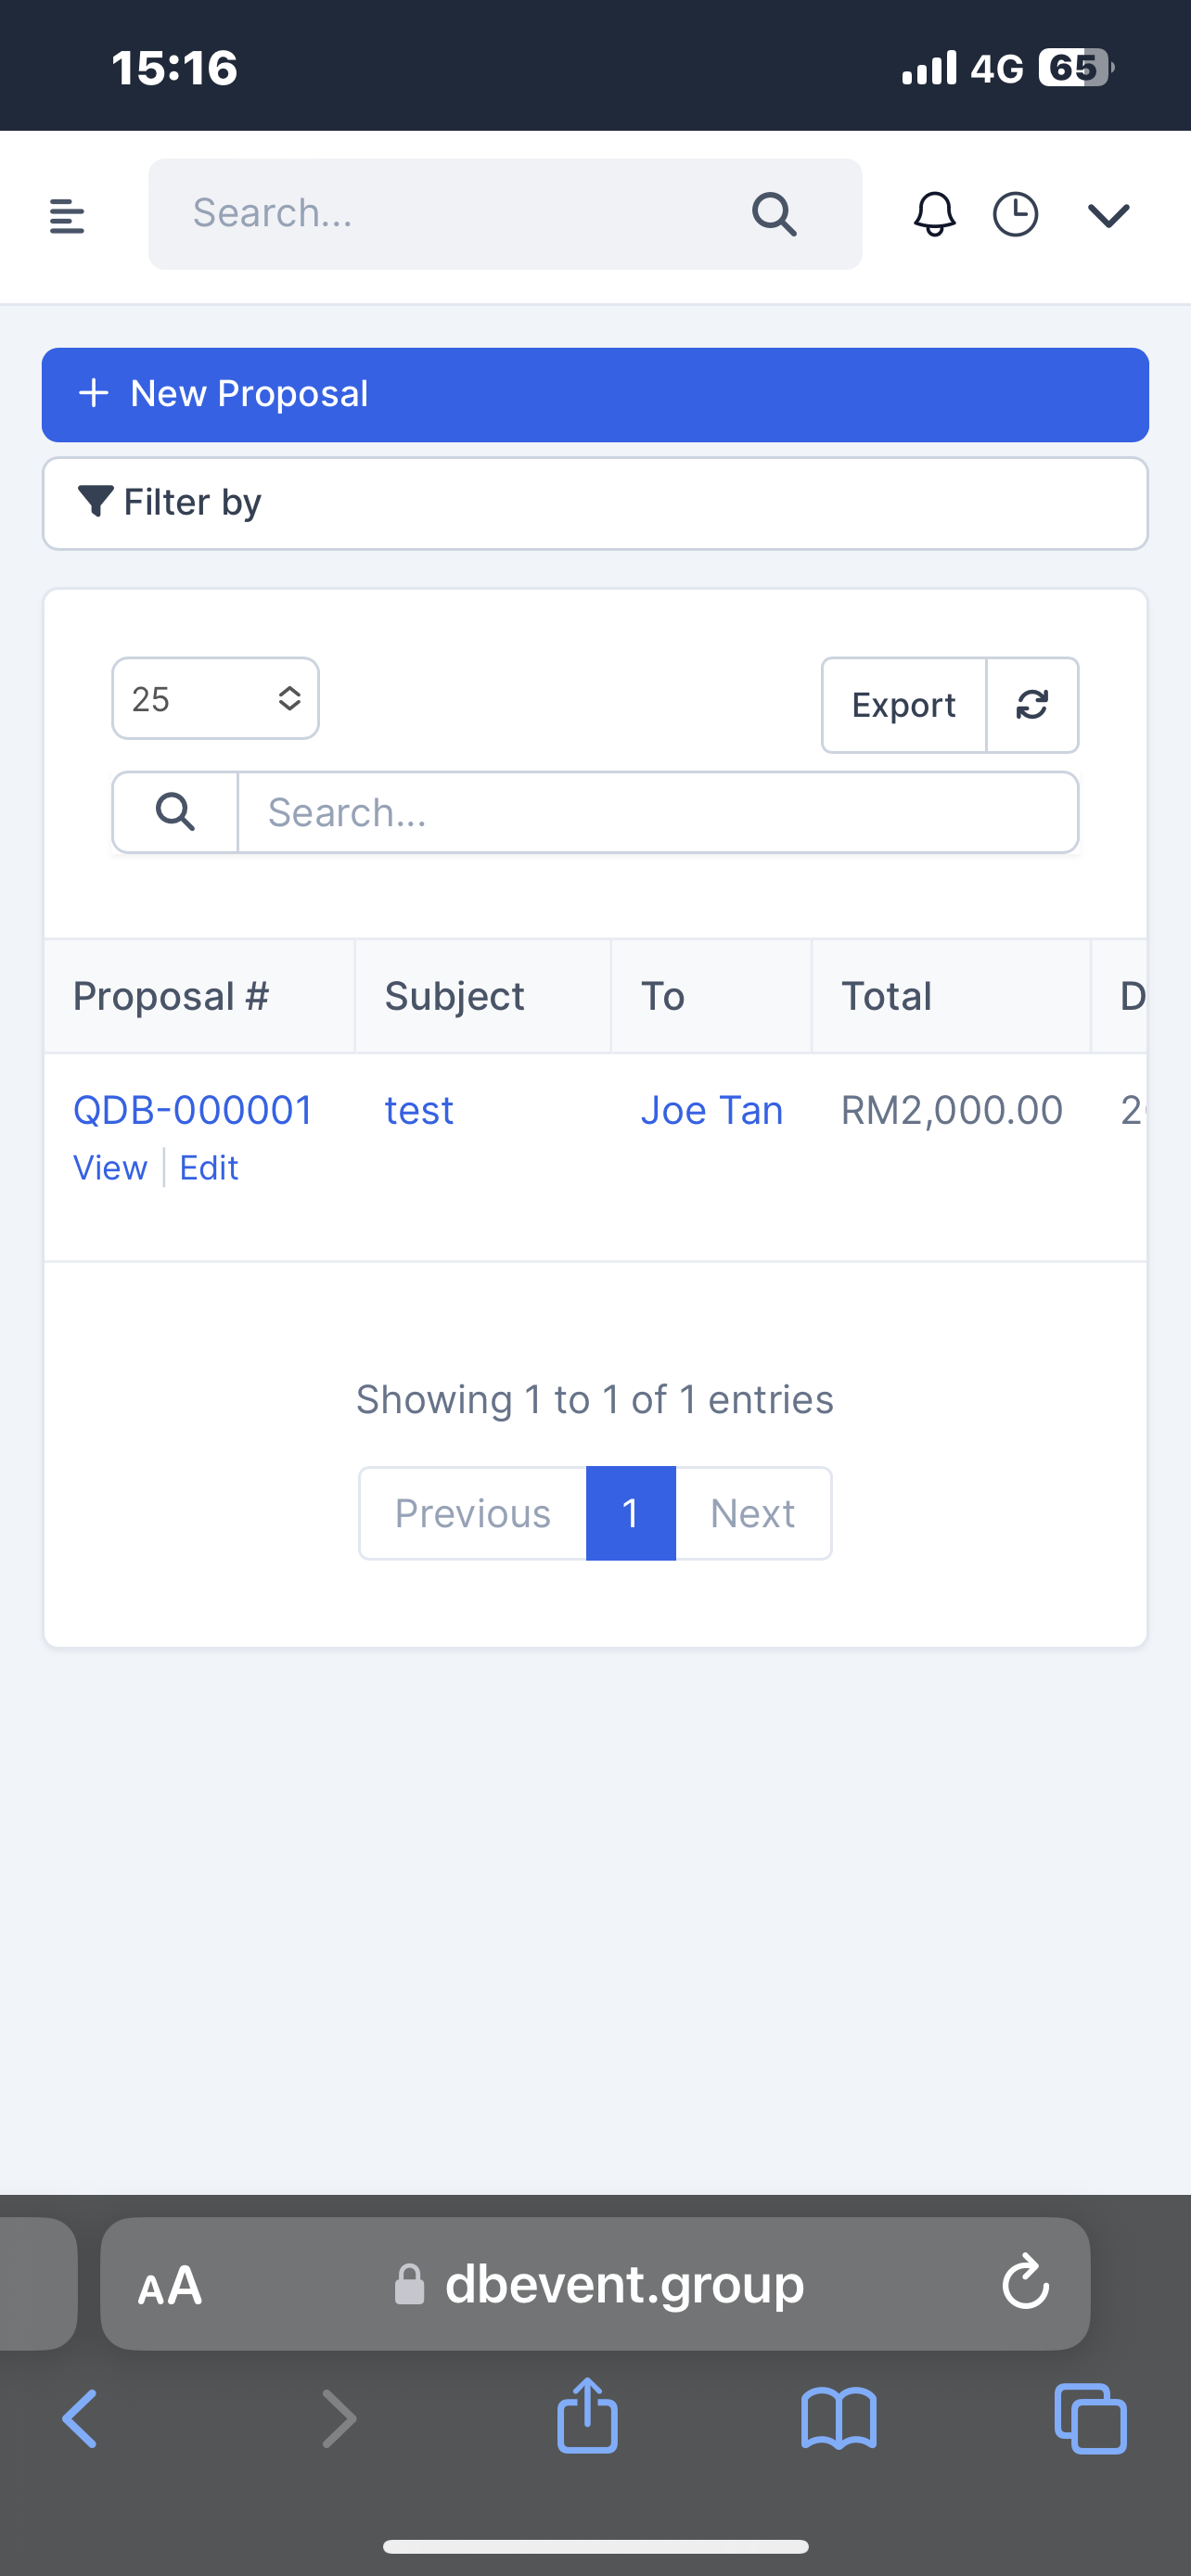 15:16 4G 65
Search...
+ New Proposal
Filter by
25 Export
Search...
Proposal # Subject To Total D
QDB-000001 test Joe Tan RM2,000.00 2
View | Edit
Showing 1 to 1 of 1 entries
Previous 1 Next
AA dbevent.group